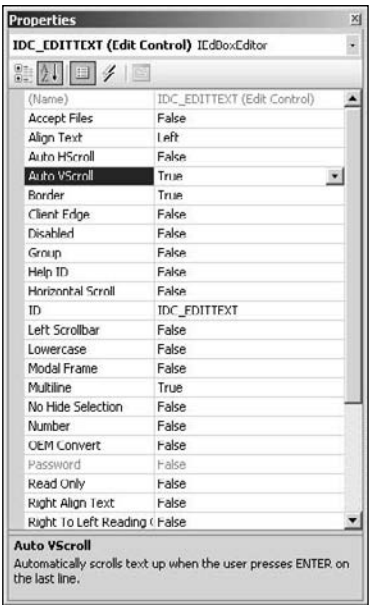 Properties
IDC_EDITTEXT (Edit Control) IEdBoxEditor
(Name) IDC_EDITTEXT (Edit Control)
Accept Files False
Align Text Left
Auto HScroll False
Auto VScroll True
Border True
Client Edge False
Disabled False
Group False
Help ID False
Horizontal Scroll False
ID IDC_EDITTEXT
Left Scrollbar False
Lowercase False
Modal Frame False
Multiline True
No Hide Selection False
Number False
OEM Convert False
Password False
Read Only False
Right Align Text False
Right To Left Reading False
Auto VScroll
Automatically scrolls text up when the user presses ENTER on
the last line.